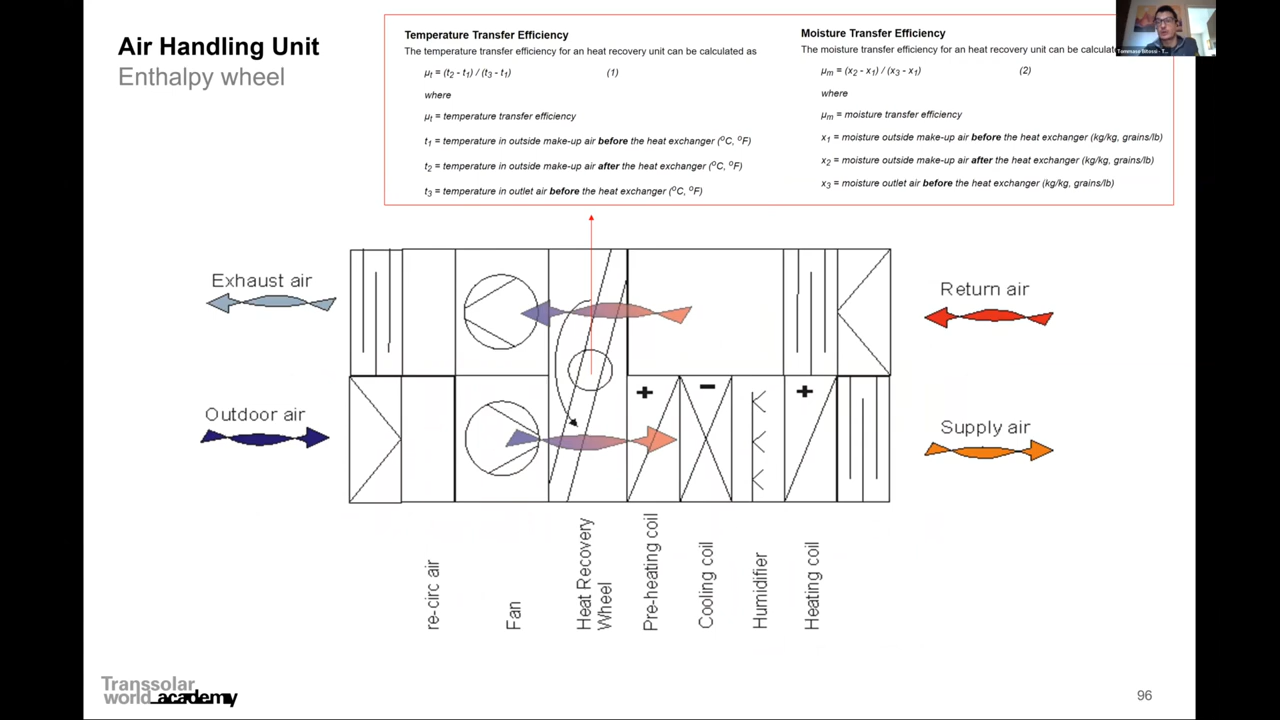 Air Handling Unit
Enthalpy wheel
Temperature Transfer Efficiency
The temperature transfer efficiency for an heat recovery unit can be calculated as
μt = (t2 - t1) / (t3 - t1) (1)
where
μt = temperature transfer efficiency
t1 = temperature in outside make-up air before the heat exchanger (°C, °F)
t2 = temperature in outside make-up air after the heat exchanger (°C, °F)
t3 = temperature in outlet air before the heat exchanger (°C, °F)
Moisture Transfer Efficiency
The moisture transfer efficiency for an heat recovery unit can be
μm = (x2 - x1) / (x3 - x1) (2)
where
μm = moisture transfer efficiency
x1 = moisture outside make-up air before the heat exchanger (kg/kg, grains/lb)
x2 = moisture outside make-up air after the heat exchanger (kg/kg, grains/lb)
x3 = moisture outlet air before the heat exchanger (kg/kg, grains/lb)
Tommaso Bitossi - T...
Exhaust air
Return air
+
−
+
Outdoor air
Supply air
re-circ air
Fan
Heat Recovery
Wheel
Pre-heating coil
Cooling coil
Humidifier
Heating coil
Transsolar
world academy
96